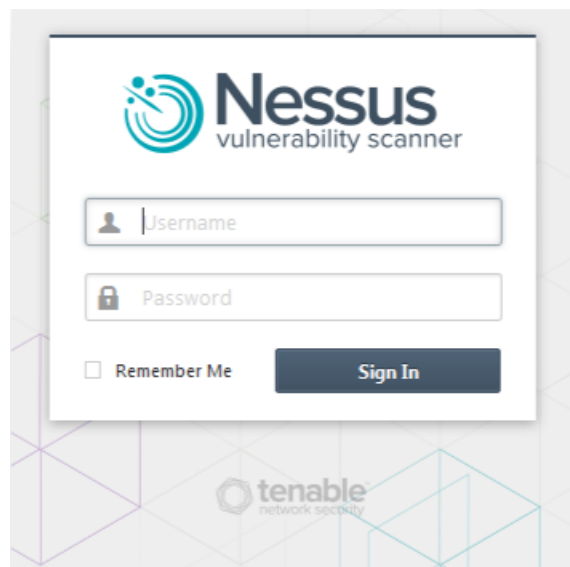 Nessus
vulnerability scanner
Username
Password
Remember Me
Sign In
tenable
network security